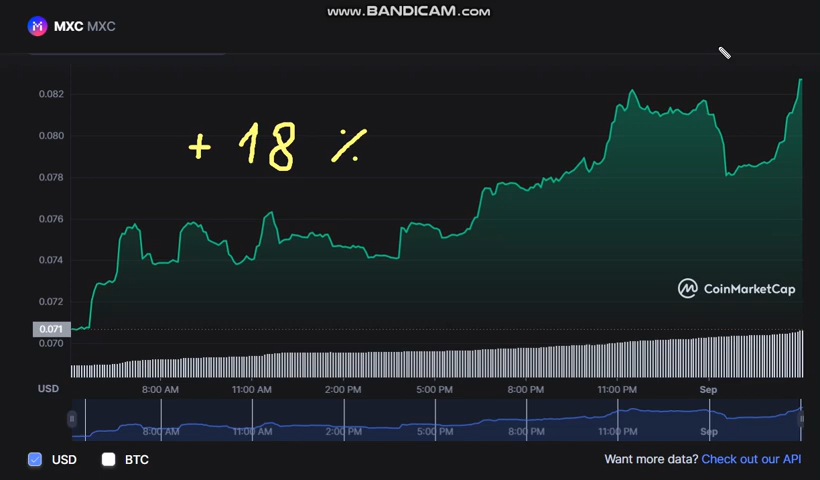 www.BANDICAM.com
MXC MXC
0.082
+ 18 %
0.080
0.078
0.076
0.074
CoinMarketCap
0.072
0.071
0.070
USD 8:00 AM 11:00 AM 2:00 PM 5:00 PM 8:00 PM 11:00 PM Sep
8:00 AM 11:00 AM 2:00 PM 5:00 PM 8:00 PM 11:00 PM Sep
USD BTC Want more data? Check out our API